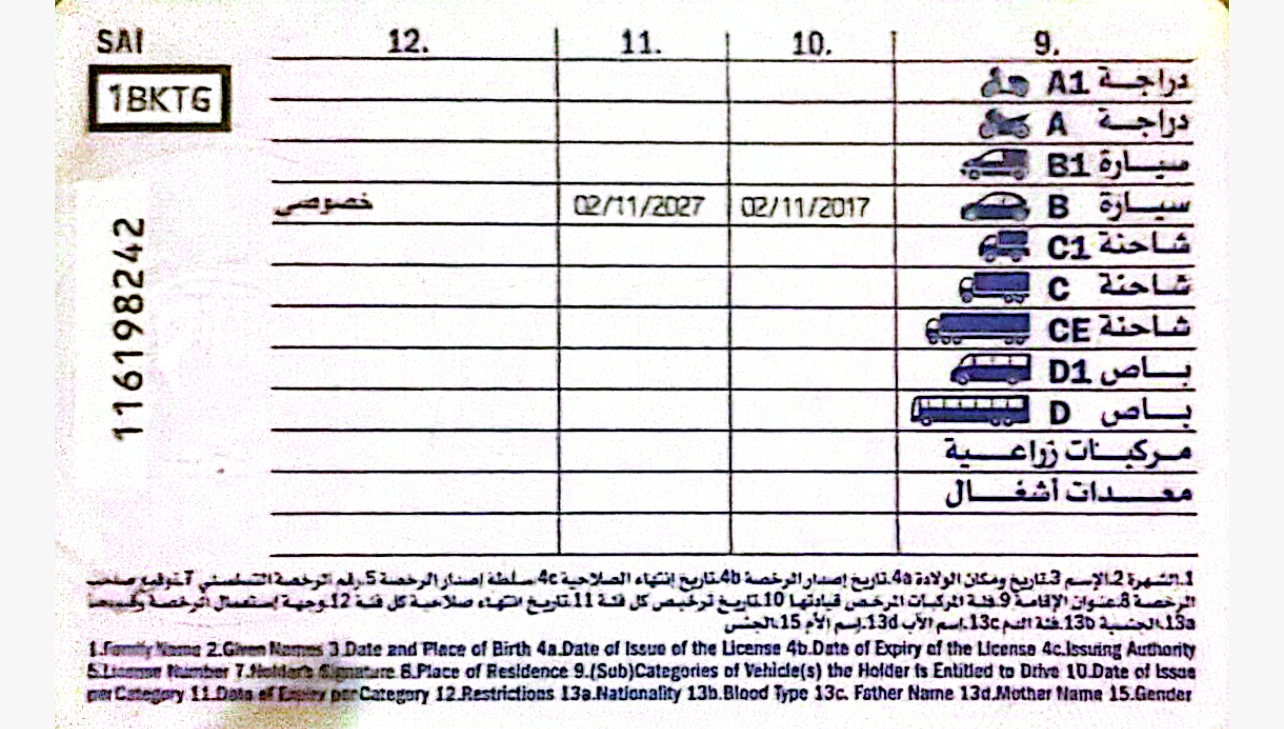 SAI 12. 11. 10. 9.
1BKTG
دراجة A1
دراجة A
سيارة B1
سيارة B 02/11/2017 02/11/2027 خصوصي
شاحنة C1
شاحنة C
شاحنة CE
باص D1
باص D
مركبات زراعية
معدات أشغال
116198242
1.الشهرة 2.الإسم 3.تاريخ ومكان الولادة 4a.تاريخ إصدار الرخصة 4b.تاريخ إنتهاء الصلاحية 4c.سلطة إصدار الرخصة 5.رقم الرخصة 7.توقيع صاحب
الرخصة 8.عنوان الإقامة 9.فئة المركبات المرخص قيادتها 10.تاريخ ترخيص كل فئة 11.تاريخ انتهاء صلاحية كل فئة 12.وجهة إستعمال الرخصة
13a.الجنسية 13b.فئة الدم 13c.إسم الأب 13d.إسم الأم 15.الجنس
1.Family Name 2.Given Names 3.Date and Place of Birth 4a.Date of Issue of the License 4b.Date of Expiry of the License 4c.Issuing Authority
5.License Number 7.Holder's Signature 8.Place of Residence 9.(Sub)Categories of Vehicle(s) the Holder is Entitled to Drive 10.Date of Issue
per Category 11.Date of Expiry per Category 12.Restrictions 13a.Nationality 13b.Blood Type 13c. Father Name 13d.Mother Name 15.Gender